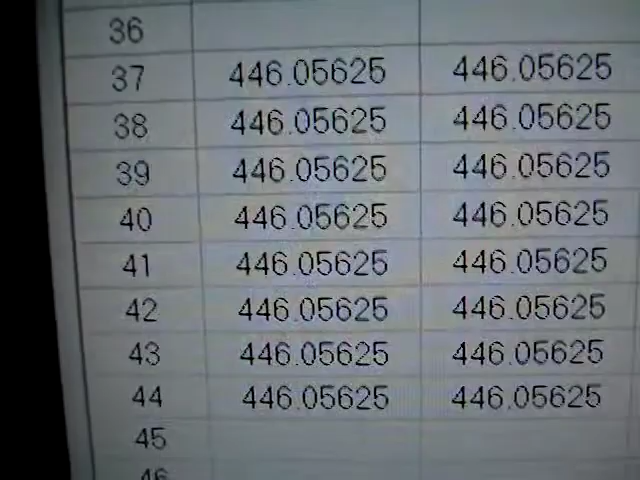 36
37 446.05625 446.05625
38 446.05625 446.05625
39 446.05625 446.05625
40 446.05625 446.05625
41 446.05625 446.05625
42 446.05625 446.05625
43 446.05625 446.05625
44 446.05625 446.05625
45
46